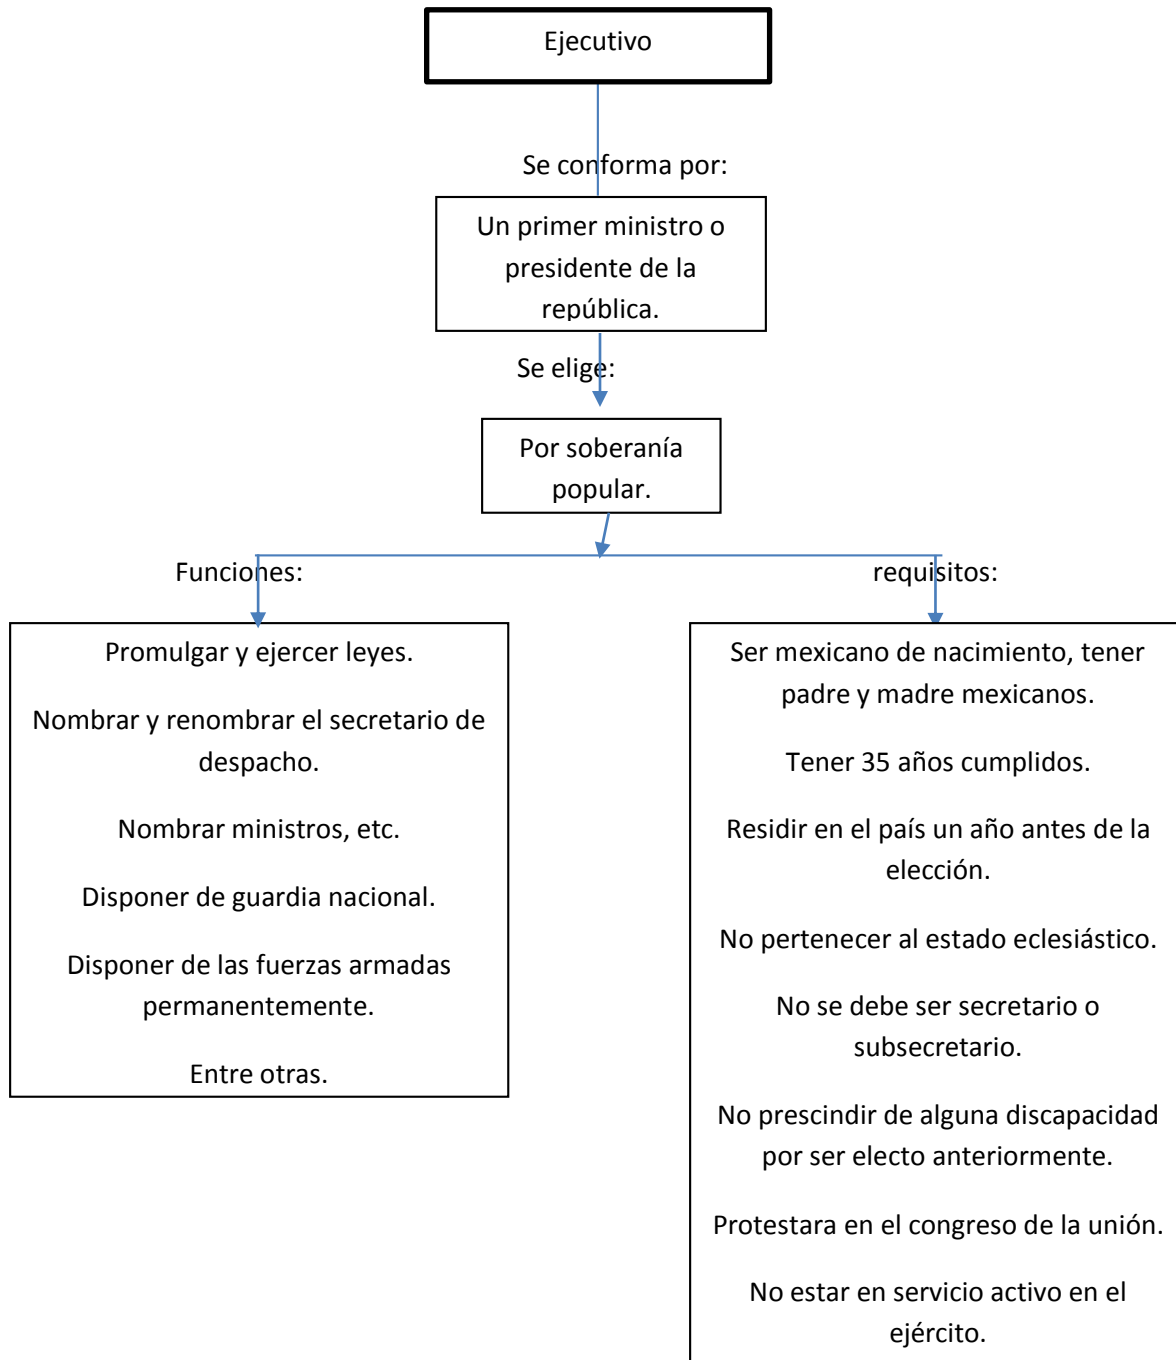 Ejecutivo
Se conforma por:
Un primer ministro o
presidente de la
república.
Se elige:
Por soberanía
popular.
Funciones:
Promulgar y ejercer leyes.
Nombrar y renombrar el secretario de
despacho.
Nombrar ministros, etc.
Disponer de guardia nacional.
Disponer de las fuerzas armadas
permanentemente.
Entre otras.
requisitos:
Ser mexicano de nacimiento, tener
padre y madre mexicanos.
Tener 35 años cumplidos.
Residir en el país un año antes de la
elección.
No pertenecer al estado eclesiástico.
No se debe ser secretario o
subsecretario.
No prescindir de alguna discapacidad
por ser electo anteriormente.
Protestara en el congreso de la unión.
No estar en servicio activo en el
ejército.